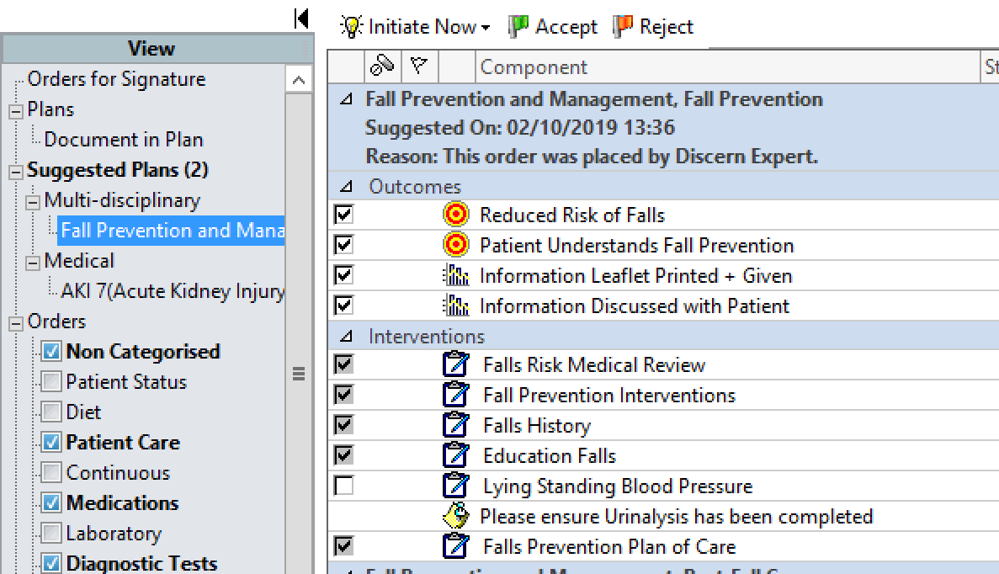 Initiate Now Accept Reject
View
Orders for Signature
Plans
Document in Plan
Suggested Plans (2)
Multi-disciplinary
Fall Prevention and Mana
Medical
AKI 7(Acute Kidney Injury
Orders
Non Categorised
Patient Status
Diet
Patient Care
Continuous
Medications
Laboratory
Diagnostic Tests
Component St
Fall Prevention and Management, Fall Prevention
Suggested On: 02/10/2019 13:36
Reason: This order was placed by Discern Expert.
Outcomes
Reduced Risk of Falls
Patient Understands Fall Prevention
Information Leaflet Printed + Given
Information Discussed with Patient
Interventions
Falls Risk Medical Review
Fall Prevention Interventions
Falls History
Education Falls
Lying Standing Blood Pressure
Please ensure Urinalysis has been completed
Falls Prevention Plan of Care